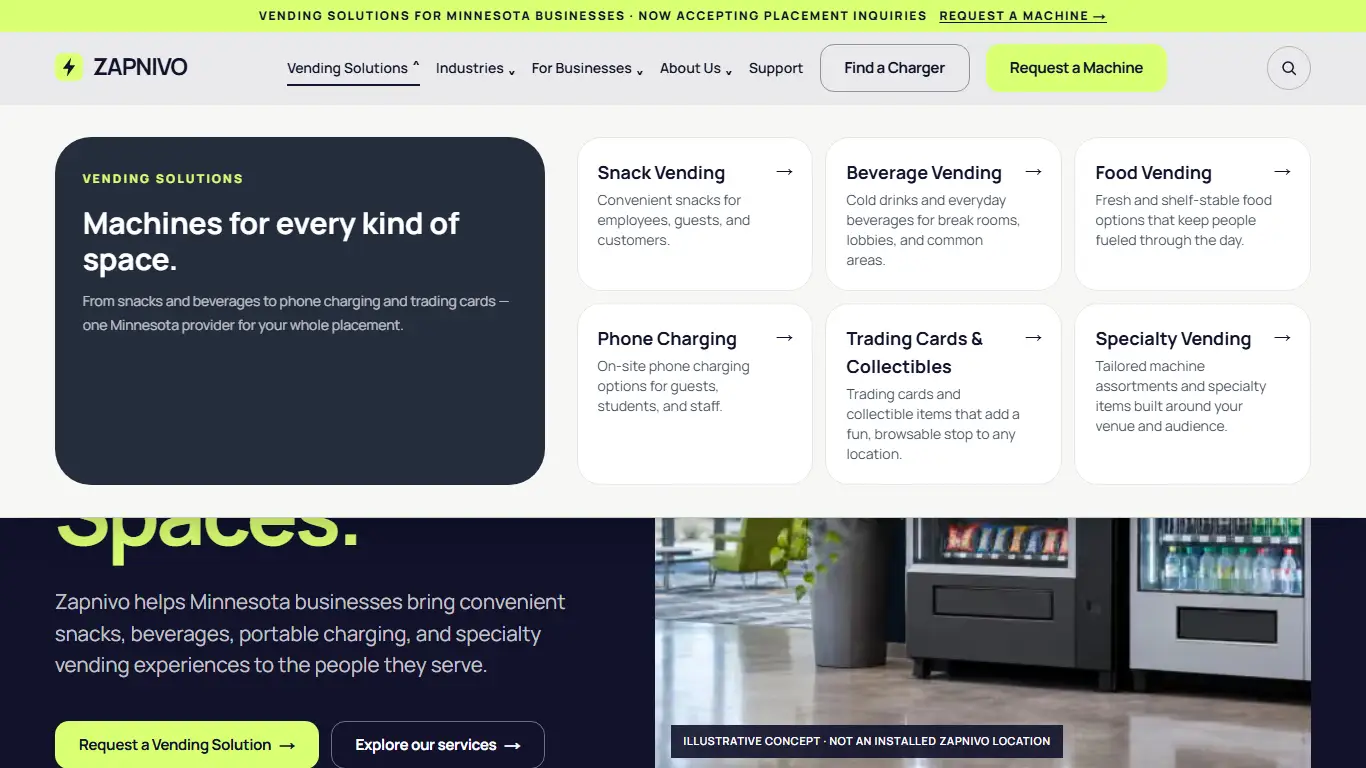 VENDING SOLUTIONS FOR MINNESOTA BUSINESSES · NOW ACCEPTING PLACEMENT INQUIRIES REQUEST A MACHINE →
ZAPNIVO
Vending Solutions
Industries
For Businesses
About Us
Support
Find a Charger
Request a Machine
VENDING SOLUTIONS
Machines for every kind of
space.
From snacks and beverages to phone charging and trading cards —
one Minnesota provider for your whole placement.
Snack Vending →
Convenient snacks for
employees, guests, and
customers.
Beverage Vending →
Cold drinks and everyday
beverages for break rooms,
lobbies, and common
areas.
Food Vending →
Fresh and shelf-stable food
options that keep people
fueled through the day.
Phone Charging →
On-site phone charging
options for guests,
students, and staff.
Trading Cards & →
Collectibles
Trading cards and
collectible items that add a
fun, browsable stop to any
location.
Specialty Vending →
Tailored machine
assortments and specialty
items built around your
venue and audience.
Spaces.
Zapnivo helps Minnesota businesses bring convenient
snacks, beverages, portable charging, and specialty
vending experiences to the people they serve.
Request a Vending Solution →
Explore our services →
ILLUSTRATIVE CONCEPT · NOT AN INSTALLED ZAPNIVO LOCATION